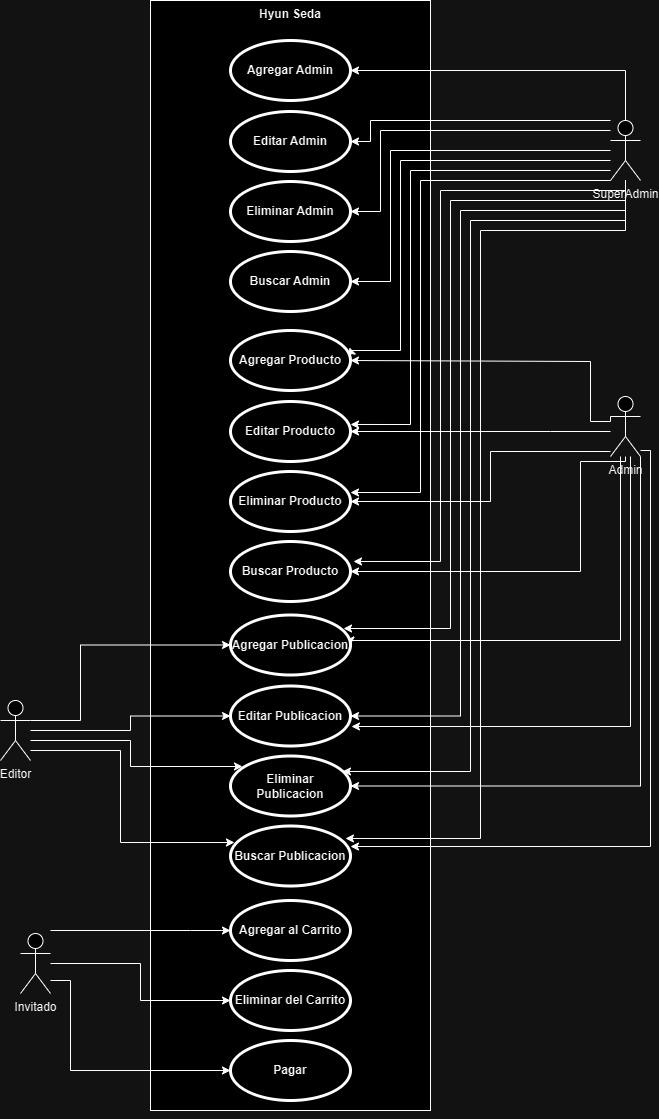 Hyun Seda
Agregar Admin
Editar Admin
SuperAdmin
Eliminar Admin
Buscar Admin
Agregar Producto
Editar Producto
Admin
Eliminar Producto
Buscar Producto
Agregar Publicacion
Editar Publicacion
Editor
Eliminar
Publicacion
Buscar Publicacion
Agregar al Carrito
Invitado
Eliminar del Carrito
Pagar